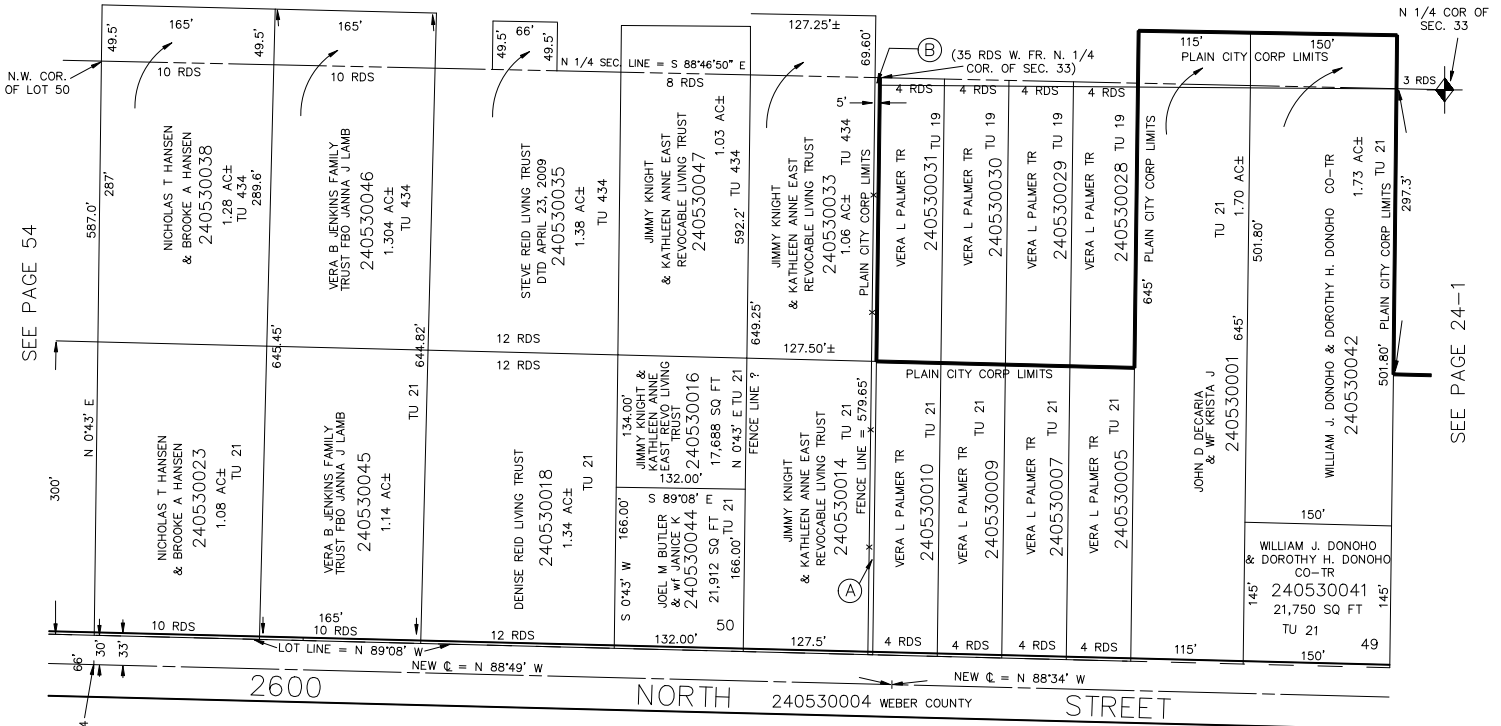 165'
165'
66'
127.25'±
N 1/4 COR OF
SEC. 33
49.5'
49.5'
49.5'
49.5'
69.60'
B
(35 RDS W. FR. N. 1/4
COR. OF SEC. 33)
115'
150'
PLAIN CITY CORP LIMITS
N.W. COR.
OF LOT 50
10 RDS
10 RDS
N 1/4 SEC. LINE = S 88°46'50" E
8 RDS
3 RDS
5'
4 RDS
4 RDS
4 RDS
4 RDS
SEE PAGE 54
587.0'
287'
NICHOLAS T HANSEN
& BROOKE A HANSEN
240530038
1.28 AC±
TU 434
289.6'
VERA B JENKINS FAMILY
TRUST FBO JANNA J LAMB
240530046
1.304 AC±
TU 434
STEVE REID LIVING TRUST
DTD APRIL 23, 2009
240530035
1.38 AC±
TU 434
JIMMY KNIGHT
& KATHLEEN ANNE EAST
REVOCABLE LIVING TRUST
240530047
1.03 AC±
592.2' TU 434
JIMMY KNIGHT
& KATHLEEN ANNE EAST
REVOCABLE LIVING TRUST
240530033
1.06 AC± TU 434
PLAIN CITY CORP LIMITS
VERA L PALMER TR
240530031 TU 19
VERA L PALMER TR
240530030 TU 19
VERA L PALMER TR
240530029 TU 19
VERA L PALMER TR
240530028 TU 19
PLAIN CITY CORP LIMITS
645'
TU 21
1.70 AC±
501.80'
1.73 AC±
TU 21
PLAIN CITY CORP LIMITS
297.3'
SEE PAGE 24-1
645.45'
644.82'
649.25'
12 RDS
12 RDS
127.50'±
PLAIN CITY CORP LIMITS
300'
N 0°43' E
NICHOLAS T HANSEN
& BROOKE A HANSEN
240530023
1.08 AC±
TU 21
VERA B JENKINS FAMILY
TRUST FBO JANNA J LAMB
240530045
1.14 AC±
TU 21
DENISE REID LIVING TRUST
240530018
1.34 AC±
TU 21
134.00'
JIMMY KNIGHT &
KATHLEEN ANNE
EAST REVO LIVING
TRUST
240530016
17,688 SQ FT
N 0°43' E TU 21
FENCE LINE ?
132.00'
S 89°08' E
S 0°43' W 166.00'
JOEL M BUTLER
& wf JANICE K
240530044
21,912 SQ FT
166.00' TU 21
50
JIMMY KNIGHT
& KATHLEEN ANNE EAST
REVOCABLE LIVING TRUST
240530014 TU 21
FENCE LINE = 579.65'
A
VERA L PALMER TR
240530010 TU 21
VERA L PALMER TR
240530009 TU 21
VERA L PALMER TR
240530007 TU 21
VERA L PALMER TR
240530005 TU 21
JOHN D DECARIA
& WF KRISTA J
240530001
645'
WILLIAM J. DONOHO & DOROTHY H. DONOHO CO-TR
240530042
501.80'
150'
WILLIAM J. DONOHO
& DOROTHY H. DONOHO
CO-TR
240530041
21,750 SQ FT
TU 21
49
145'
145'
10 RDS
165'
10 RDS
12 RDS
132.00'
127.5'
4 RDS
4 RDS
4 RDS
4 RDS
115'
150'
66'
30'
33'
LOT LINE = N 89°08' W
NEW ℄ = N 88°49' W
NEW ℄ = N 88°34' W
2600 NORTH 240530004 WEBER COUNTY STREET
4